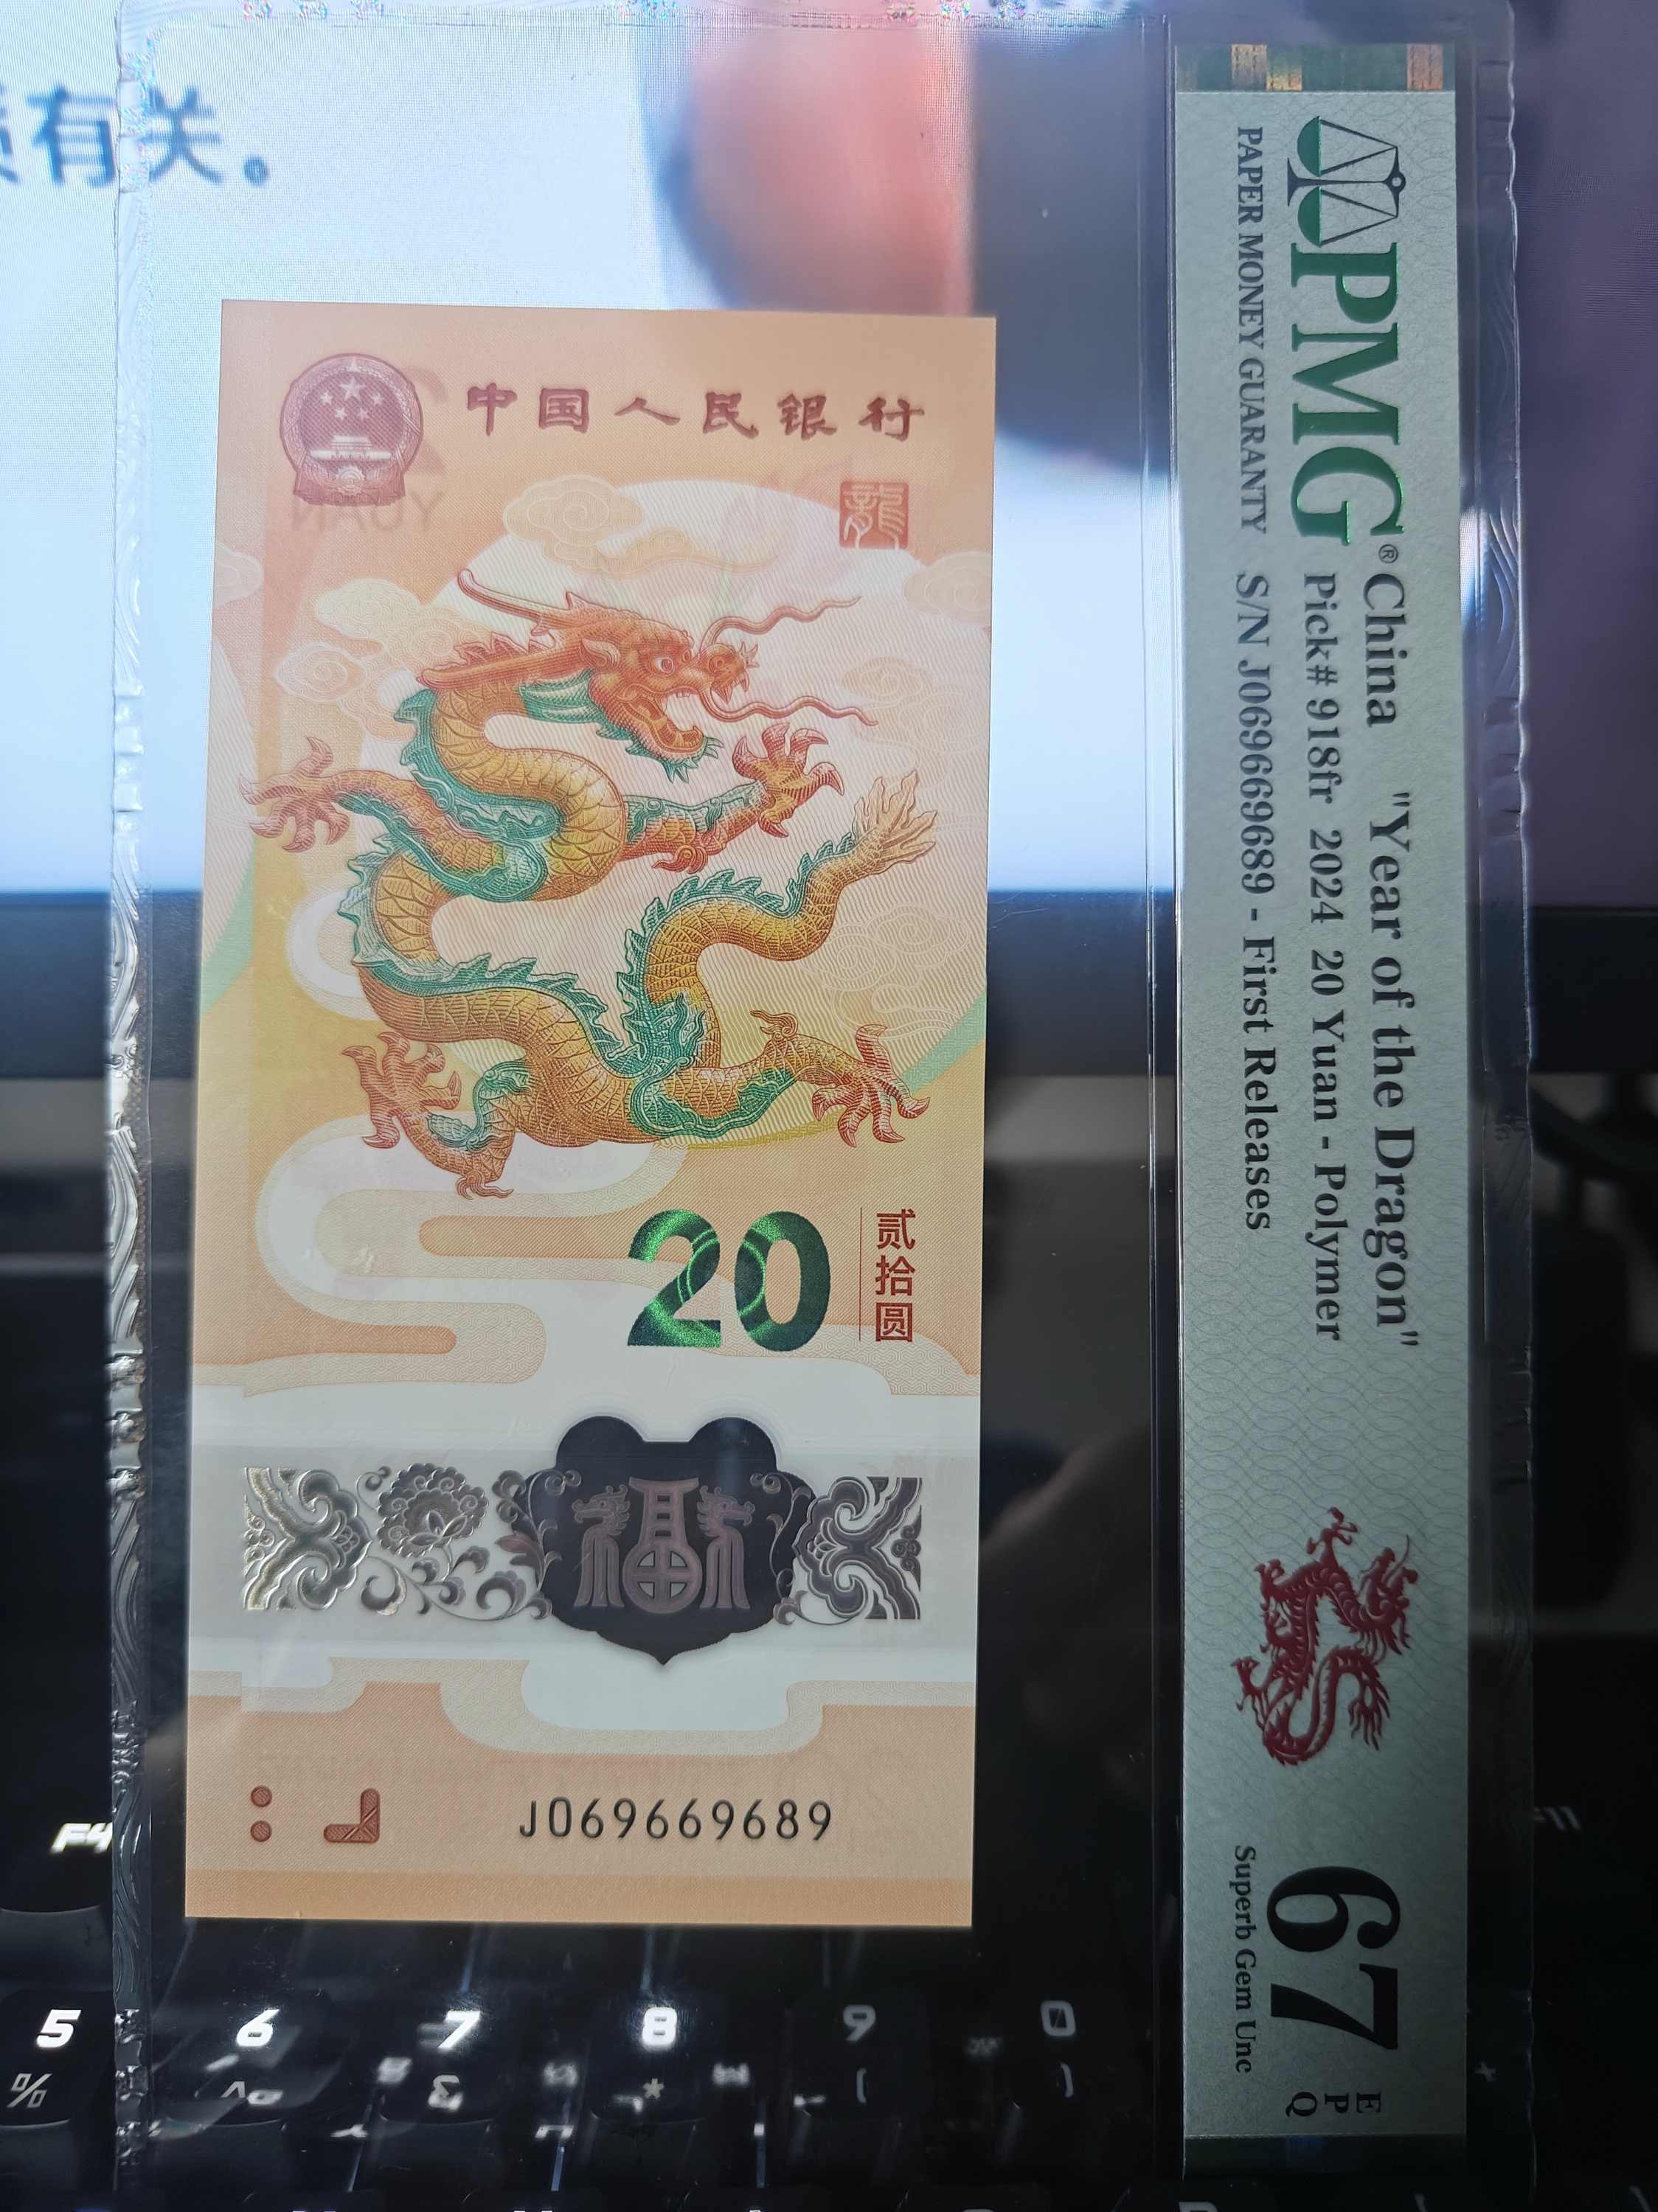 有关。
中国人民银行
YUAN
龍
20
贰拾圆
福
J069669689
PMG®
PAPER MONEY GUARANTY
China "Year of the Dragon"
Pick# 918fr 2024 20 Yuan - Polymer
S/N J069669689 - First Releases
67
EPQ
Superb Gem Unc
F4
F11
5 6 7 8 9 0
% ^ & * ( )